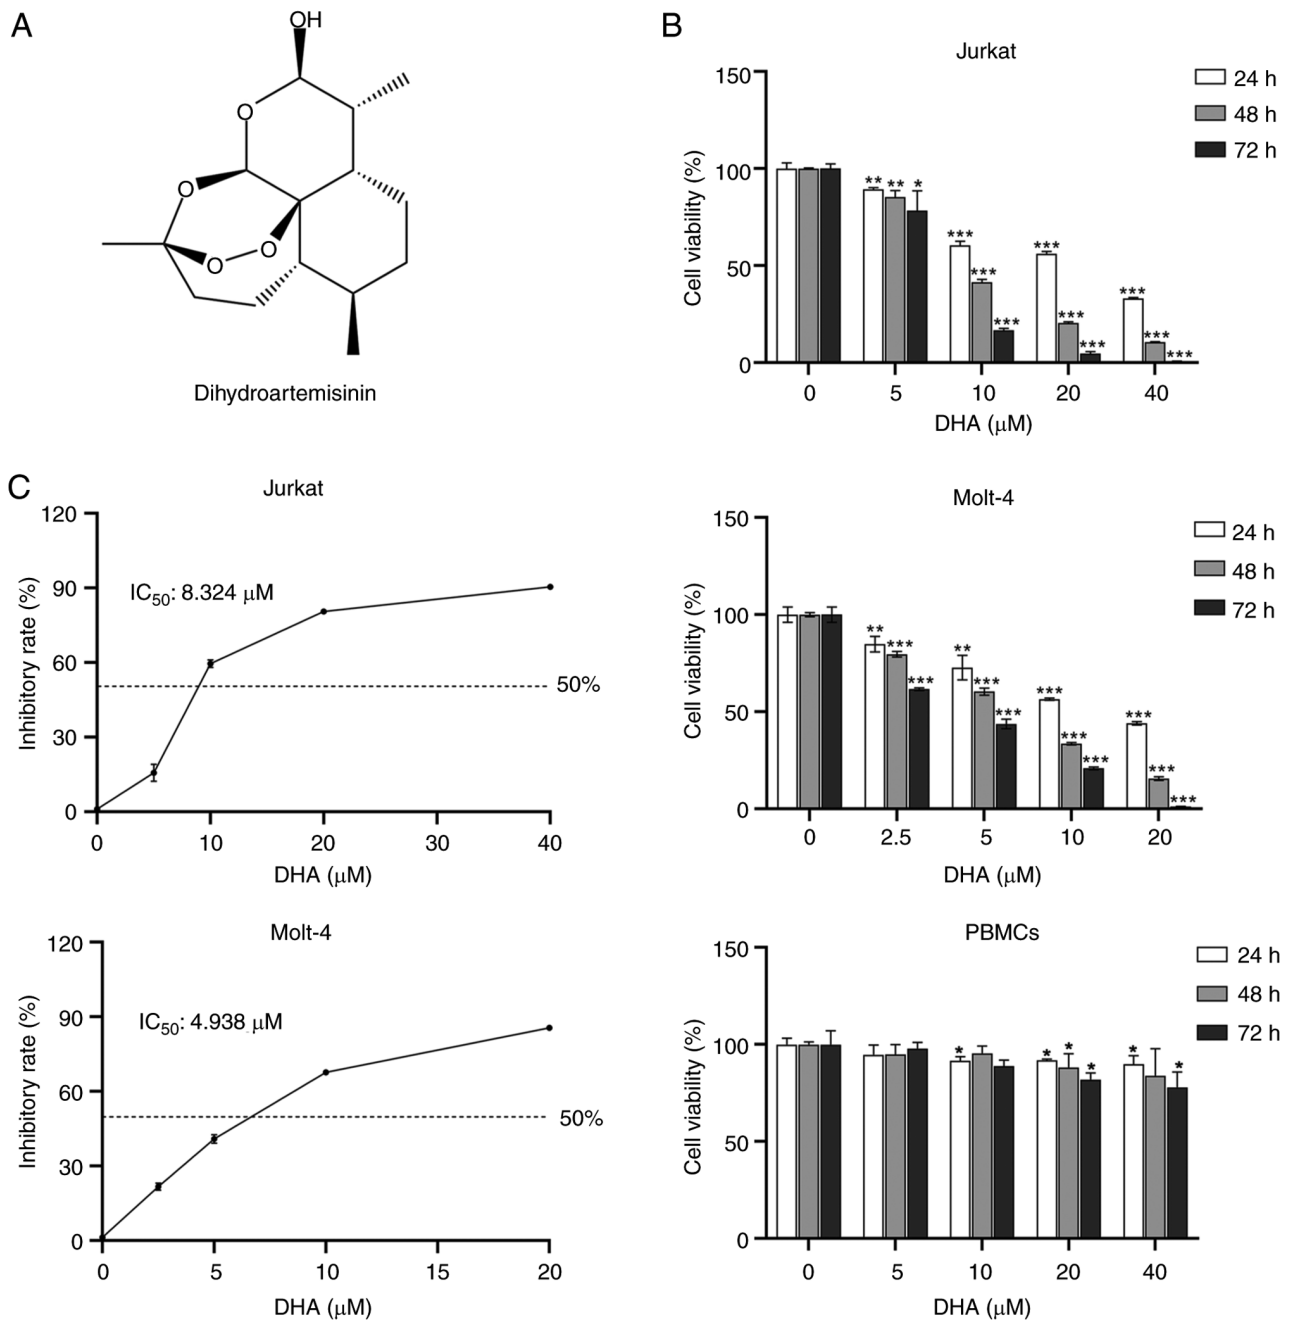 A
OH
O
O
O
O
Dihydroartemisinin
B
Jurkat
150
100
50
0
Cell viability (%)
** ** *
*** *** ***
*** *** ***
*** *** ***
0 5 10 20 40
DHA (μM)
24 h
48 h
72 h
C
Jurkat
120
90
60
30
0
Inhibitory rate (%)
IC50: 8.324 μM
50%
0 10 20 30 40
DHA (μM)
Molt-4
150
100
50
0
Cell viability (%)
** *** ***
** *** ***
*** *** ***
*** *** ***
0 2.5 5 10 20
DHA (μM)
24 h
48 h
72 h
Molt-4
120
90
60
30
0
Inhibitory rate (%)
IC50: 4.938 μM
50%
0 5 10 15 20
DHA (μM)
PBMCs
150
100
50
0
Cell viability (%)
*
* * *
* *
0 5 10 20 40
DHA (μM)
24 h
48 h
72 h